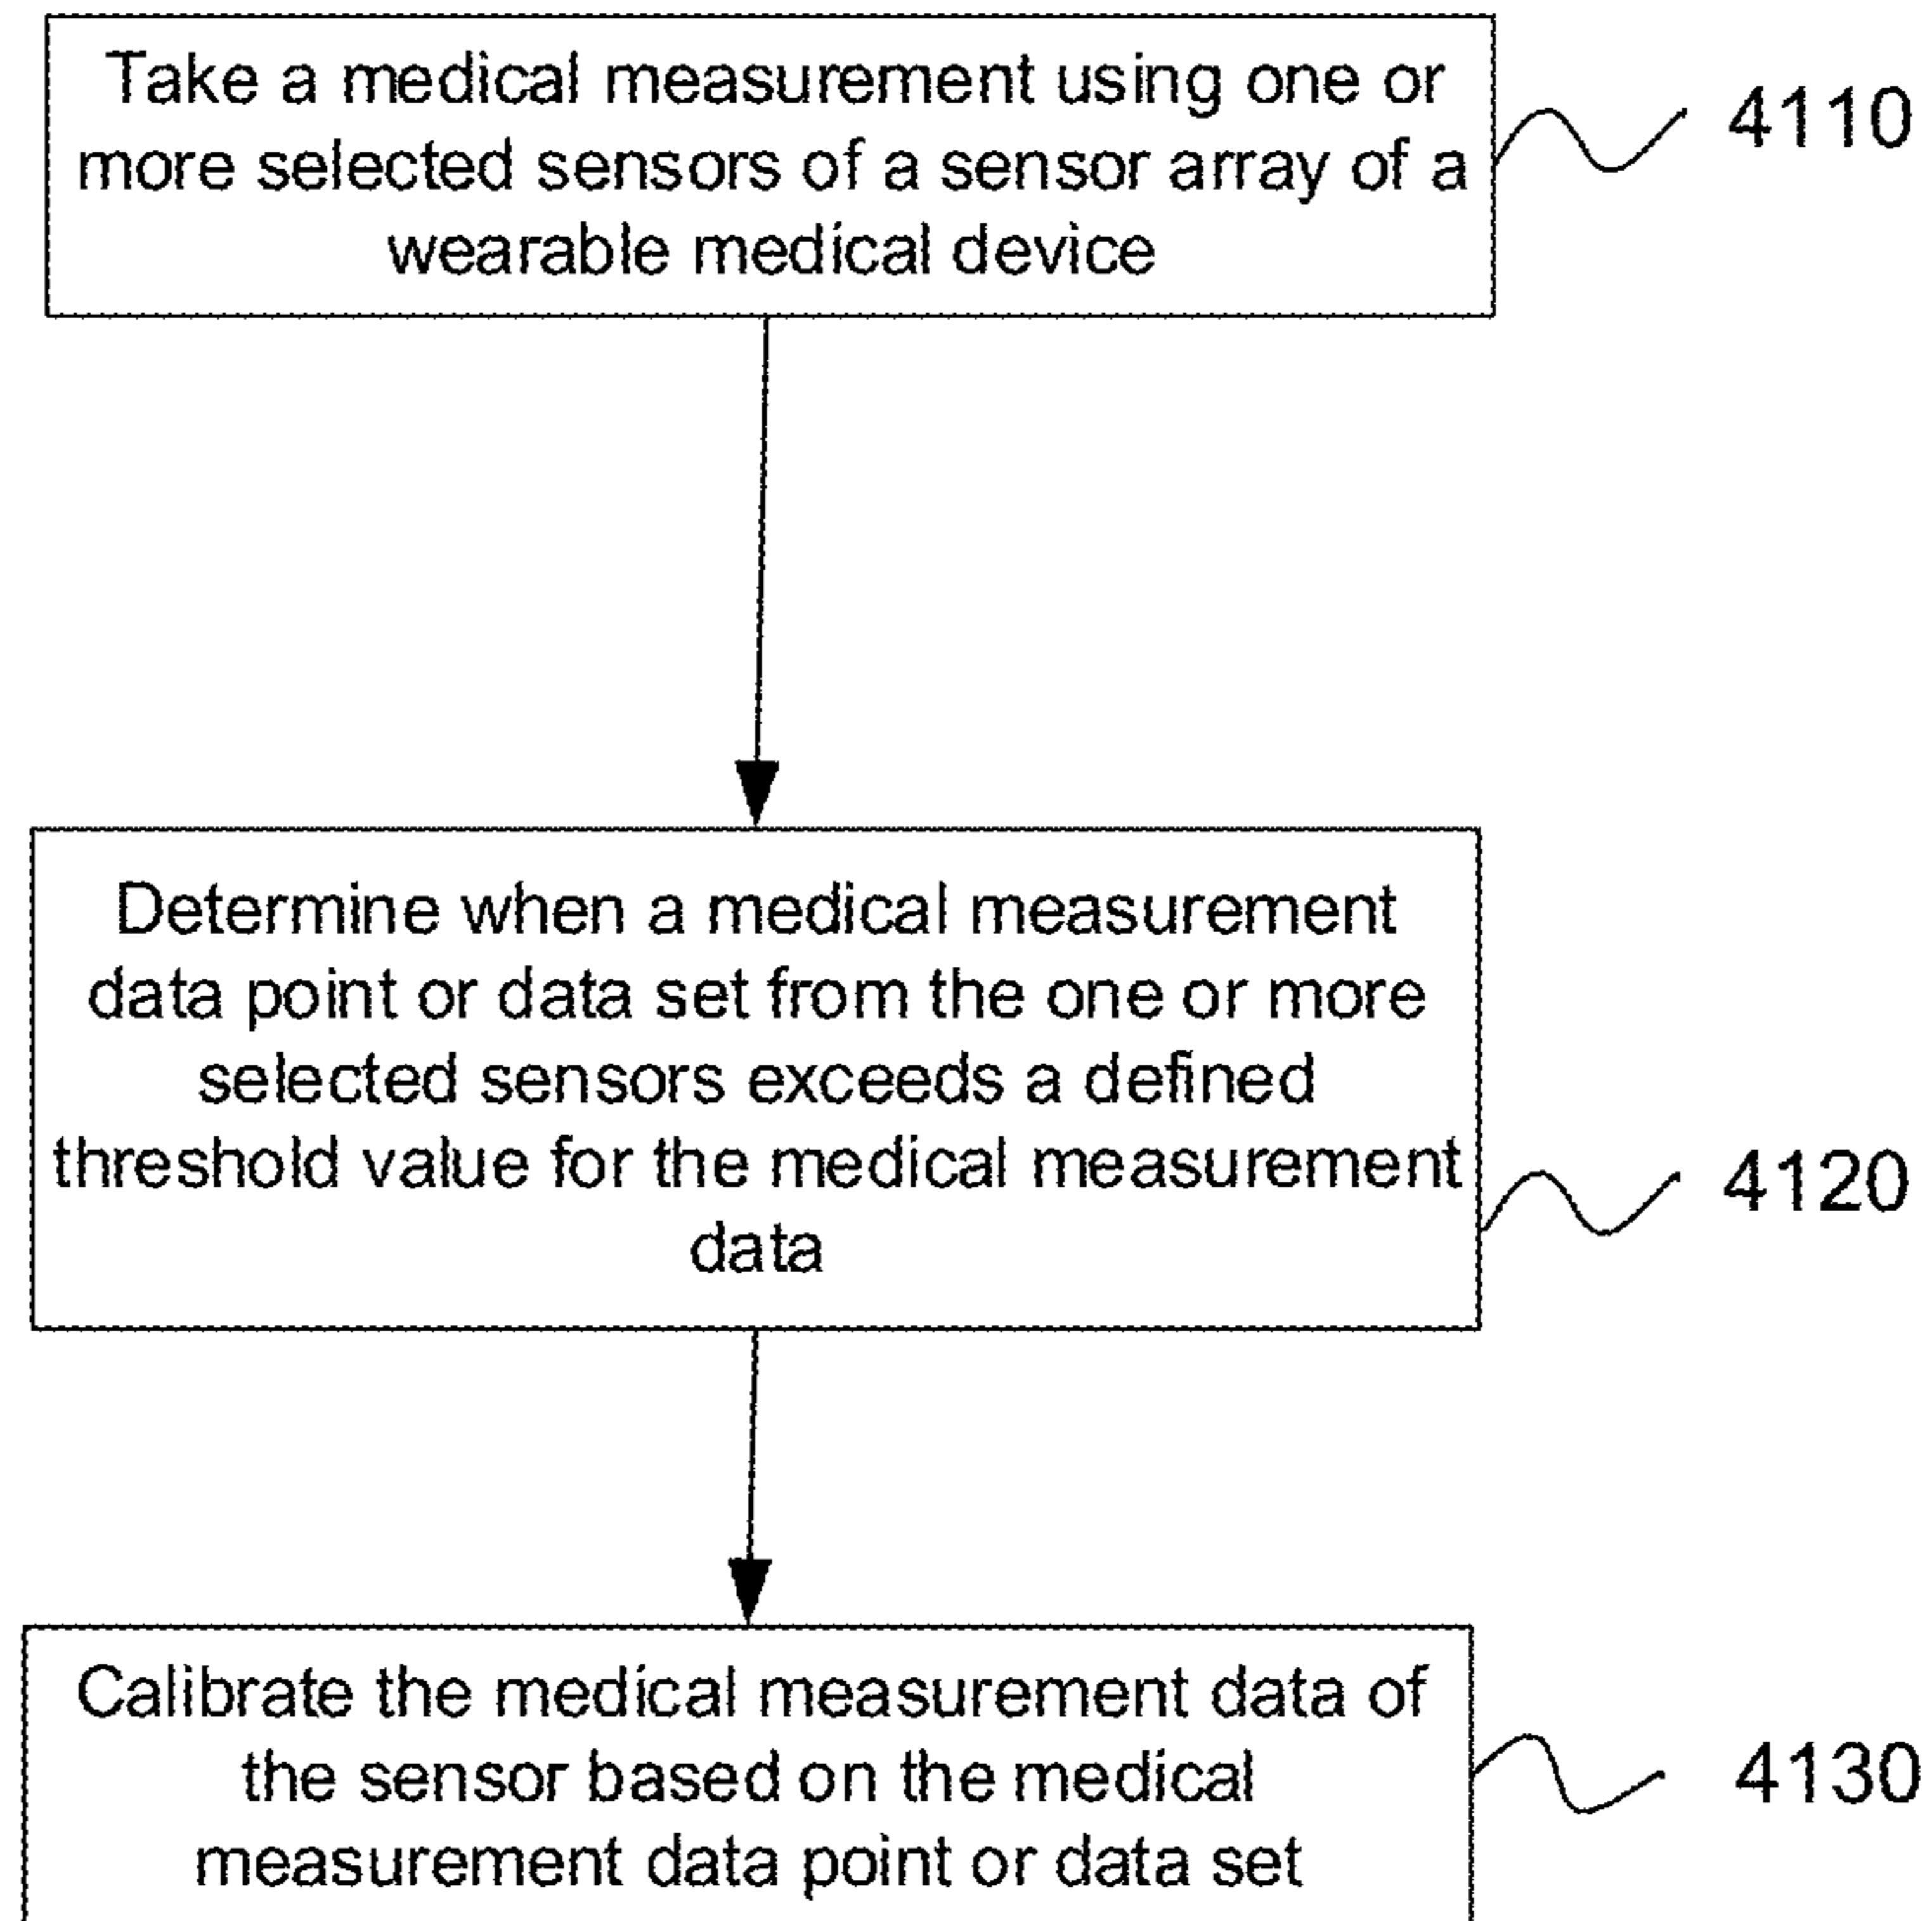 Take a medical measurement using one or
more selected sensors of a sensor array of a
wearable medical device
4110
Determine when a medical measurement
data point or data set from the one or more
selected sensors exceeds a defined
threshold value for the medical measurement
data
4120
Calibrate the medical measurement data of
the sensor based on the medical
measurement data point or data set
4130